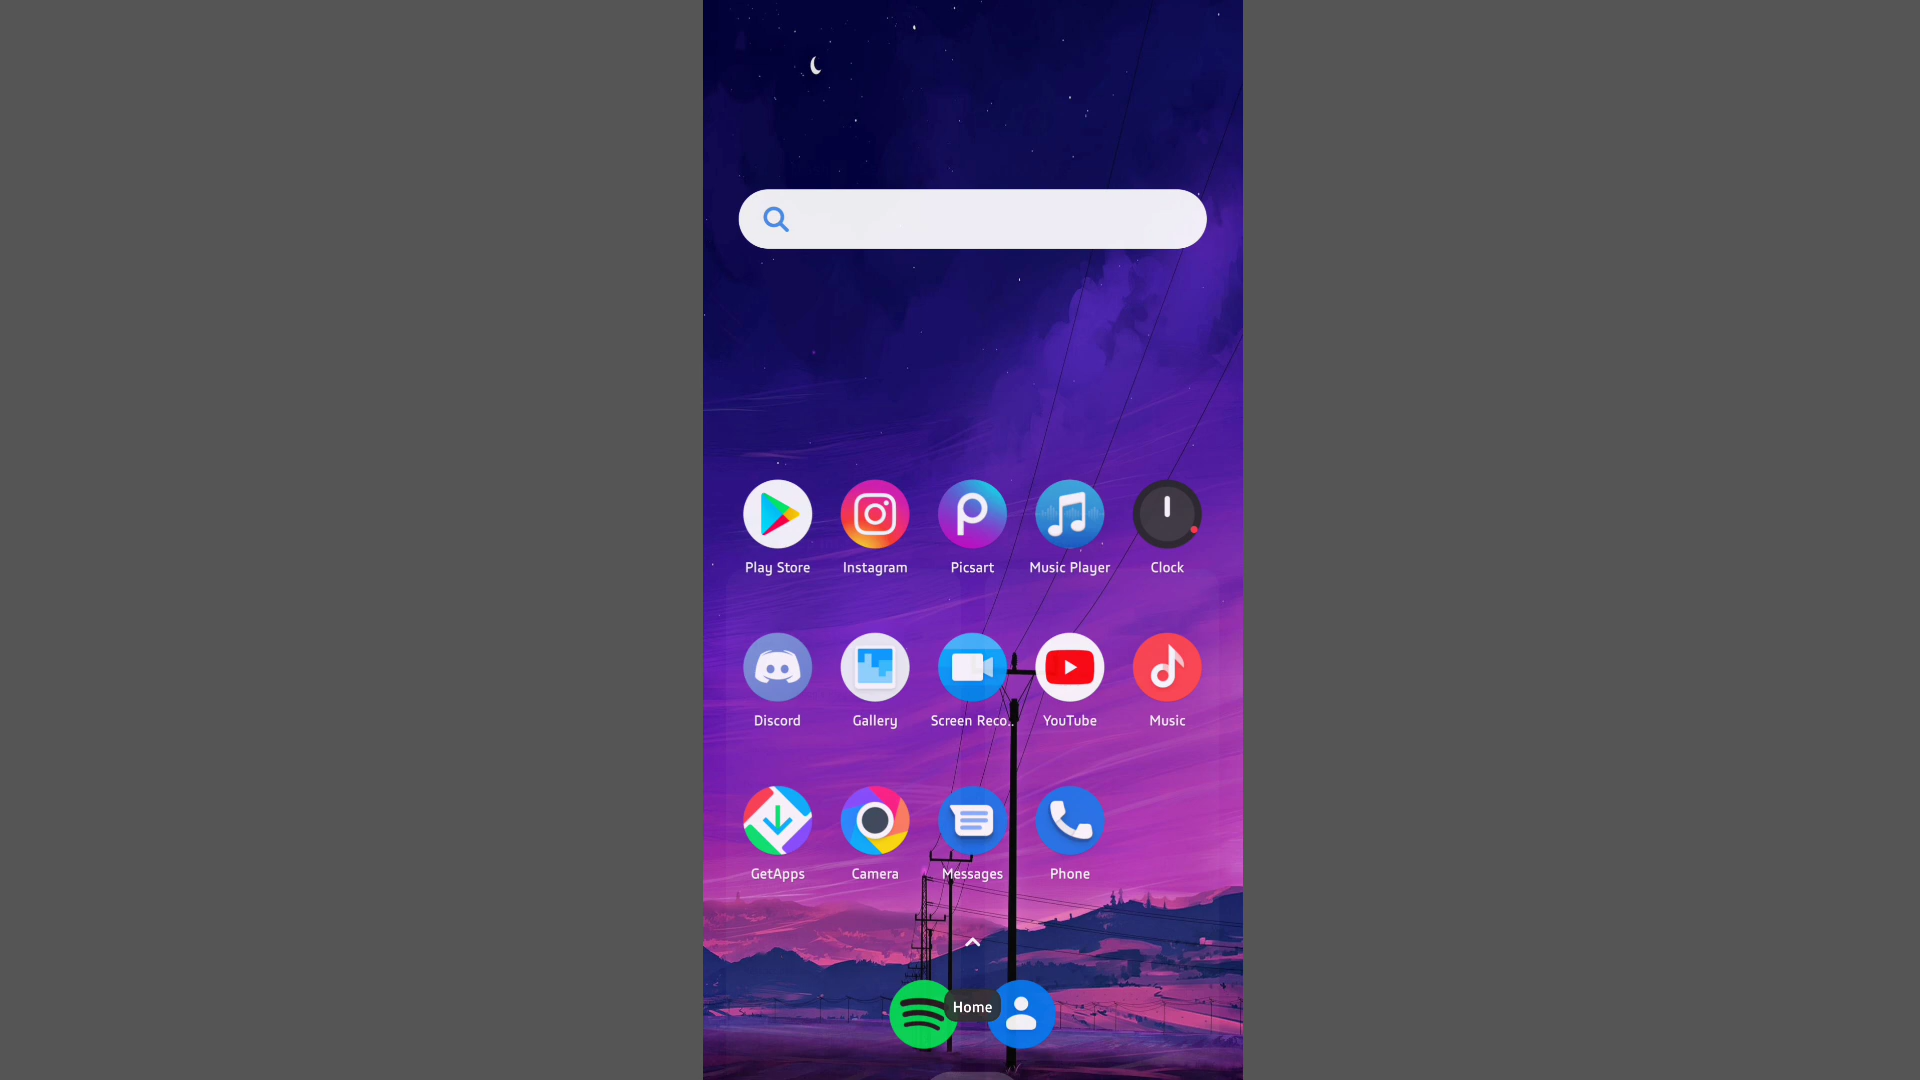 Play Store
Instagram
Picsart
Music Player
Clock
Discord
Gallery
Screen Reco..
YouTube
Music
GetApps
Camera
Messages
Phone
Home